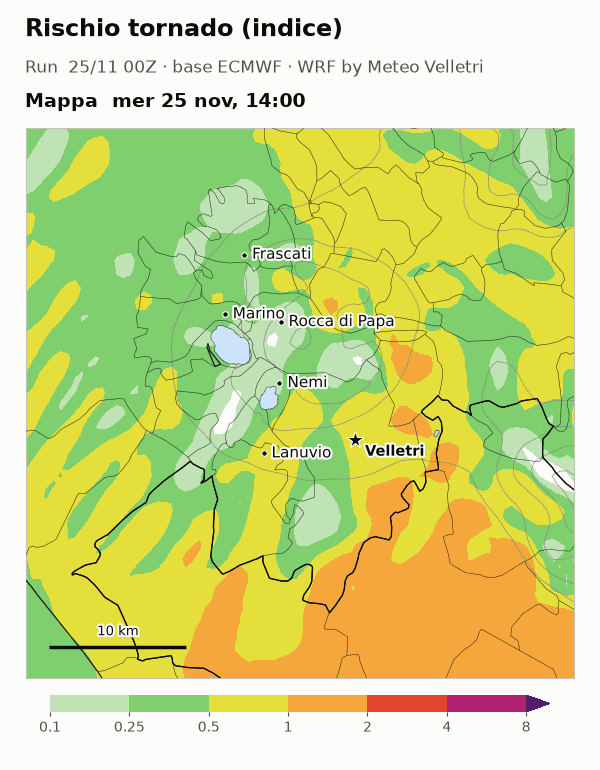 Rischio tornado (indice)
Run  25/11 00Z · base ECMWF · WRF by Meteo Velletri
Mappa  mer 25 nov, 14:00
Frascati
Marino
Rocca di Papa
Nemi
Velletri
Lanuvio
10 km
0.1 0.25 0.5 1 2 4 8